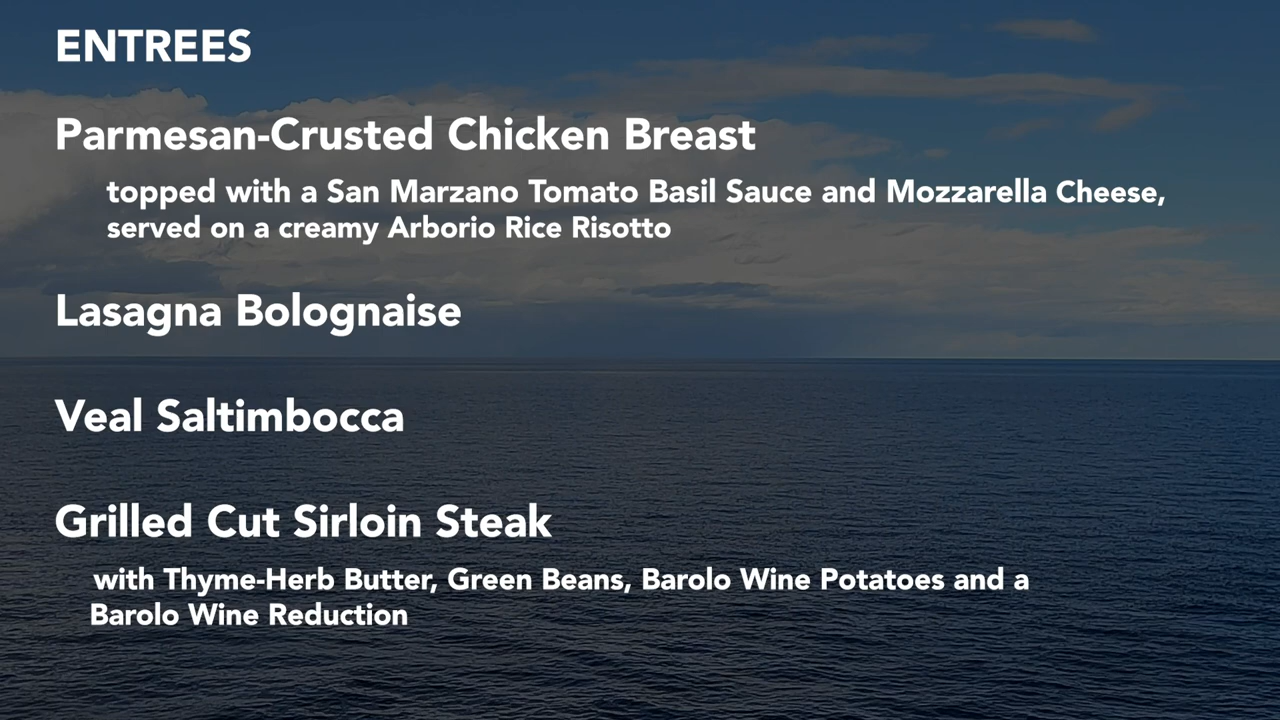 ENTREES
Parmesan-Crusted Chicken Breast
topped with a San Marzano Tomato Basil Sauce and Mozzarella Cheese,
served on a creamy Arborio Rice Risotto
Lasagna Bolognaise
Veal Saltimbocca
Grilled Cut Sirloin Steak
with Thyme-Herb Butter, Green Beans, Barolo Wine Potatoes and a
Barolo Wine Reduction